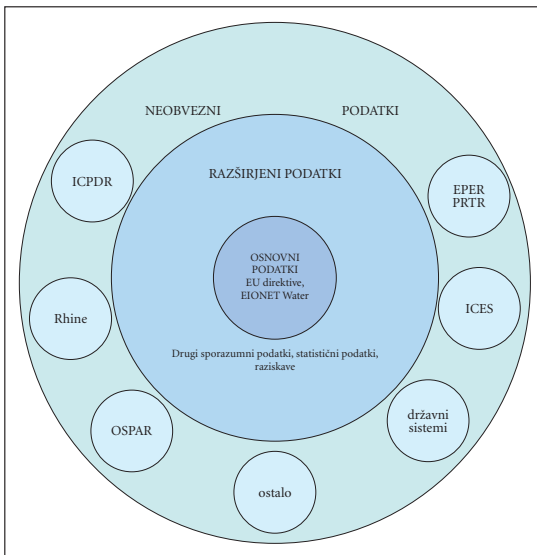 NEOBVEZNI PODATKI
ICPDR
RAZŠIRJENI PODATKI
EPER
PRTR
OSNOVNI
PODATKI
EU direktive,
EIONET Water
Rhine
ICES
Drugi sporazumni podatki, statistični podatki,
raziskave
OSPAR
državni
sistemi
ostalo